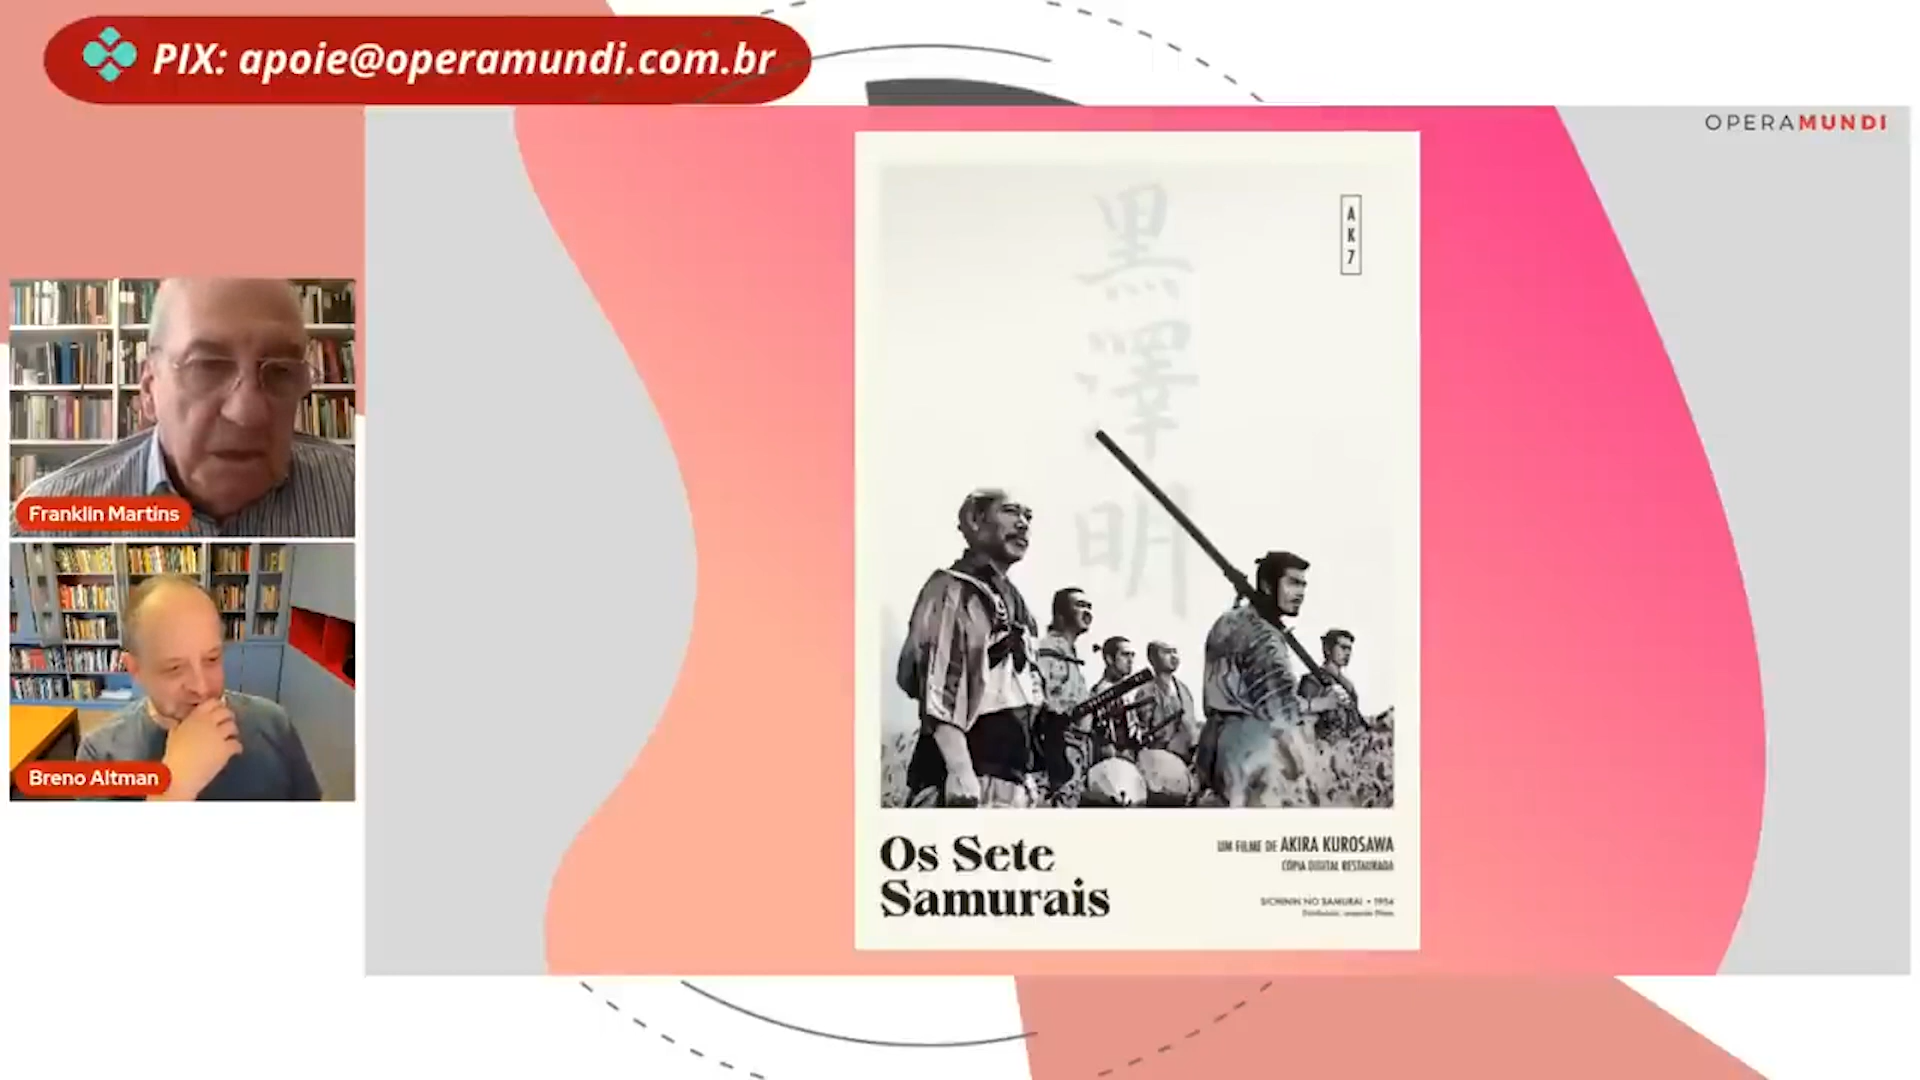 PIX: apoie@operamundi.com.br
OPERAMUNDI
黒澤明
AK7
Franklin Martins
Breno Altman
Os Sete
Samurais
UM FILME DE AKIRA KUROSAWA
CÓPIA DIGITAL RESTAURADA
SICHININ NO SAMURAI • 1954